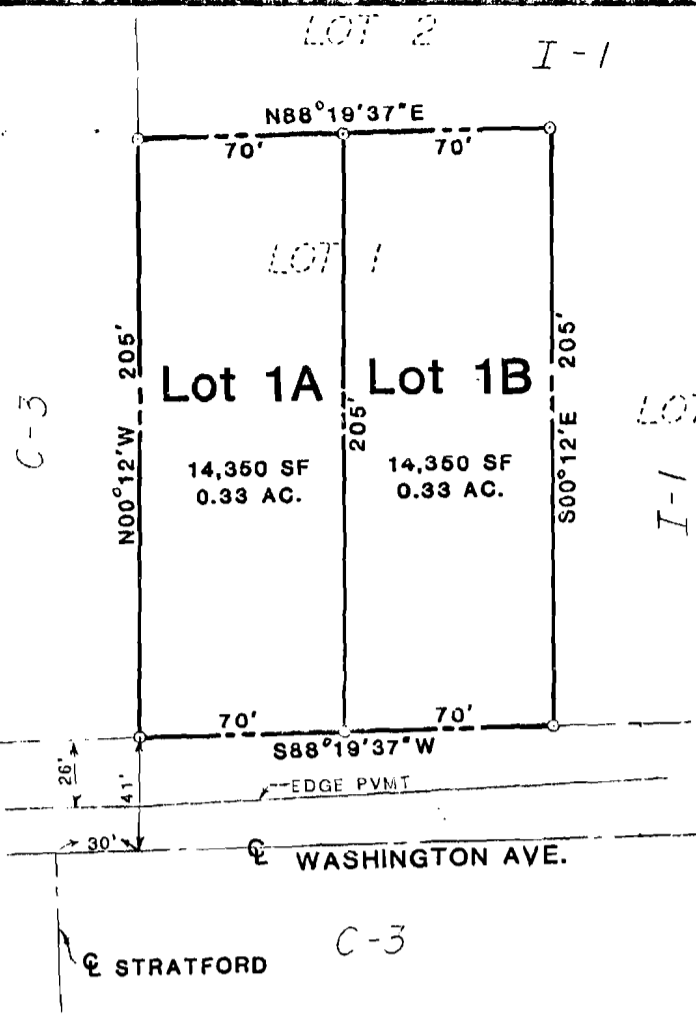 LOT 2
I-1
N88°19'37"E
70'
70'
LOT 1
205'
205'
Lot 1A
Lot 1B
C-3
205'
LOT
I-1
14,350 SF
0.33 AC.
14,350 SF
0.33 AC.
N00°12'W
S00°12'E
70'
70'
S88°19'37"W
26'
41'
EDGE PVMT
30'
℄ WASHINGTON AVE.
C-3
℄ STRATFORD